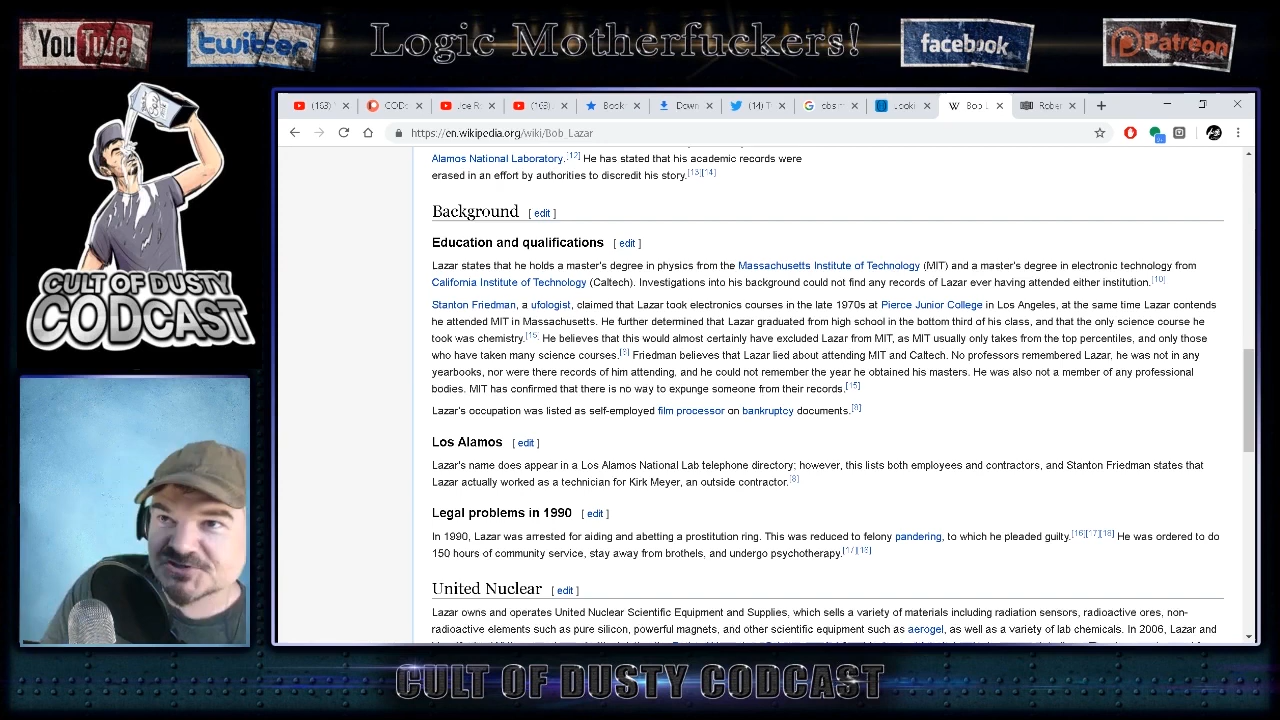 You Tube
twitter
Logic Motherfuckers!
facebook
Patreon
CULT OF DUSTY
CODCAST
(163)
CODc
Joe R
Book
Down
(14) T
obs
Looki
Bob L
Rober
https://en.wikipedia.org/wiki/Bob_Lazar
Alamos National Laboratory.[12] He has stated that his academic records were
erased in an effort by authorities to discredit his story.[13][14]
Background [ edit ]
Education and qualifications [ edit ]
Lazar states that he holds a master's degree in physics from the Massachusetts Institute of Technology (MIT) and a master's degree in electronic technology from
California Institute of Technology (Caltech). Investigations into his background could not find any records of Lazar ever having attended either institution.[10]
Stanton Friedman, a ufologist, claimed that Lazar took electronics courses in the late 1970s at Pierce Junior College in Los Angeles, at the same time Lazar contends
he attended MIT in Massachusetts. He further determined that Lazar graduated from high school in the bottom third of his class, and that the only science course he
took was chemistry.[15] He believes that this would almost certainly have excluded Lazar from MIT, as MIT usually only takes from the top percentiles, and only those
who have taken many science courses. Friedman believes that Lazar lied about attending MIT and Caltech. No professors remembered Lazar, he was not in any
yearbooks, nor were there records of him attending, and he could not remember the year he obtained his masters. He was also not a member of any professional
bodies. MIT has confirmed that there is no way to expunge someone from their records.[15]
Lazar's occupation was listed as self-employed film processor on bankruptcy documents.
Los Alamos [ edit ]
Lazar's name does appear in a Los Alamos National Lab telephone directory; however, this lists both employees and contractors, and Stanton Friedman states that
Lazar actually worked as a technician for Kirk Meyer, an outside contractor.[8]
Legal problems in 1990 [ edit ]
In 1990, Lazar was arrested for aiding and abetting a prostitution ring. This was reduced to felony pandering, to which he pleaded guilty.[16][17][18] He was ordered to do
150 hours of community service, stay away from brothels, and undergo psychotherapy.
United Nuclear [ edit ]
Lazar owns and operates United Nuclear Scientific Equipment and Supplies, which sells a variety of materials including radiation sensors, radioactive ores, non-
radioactive elements such as pure silicon, powerful magnets, and other scientific equipment such as aerogel, as well as a variety of lab chemicals. In 2006, Lazar and
CULT OF DUSTY CODCAST